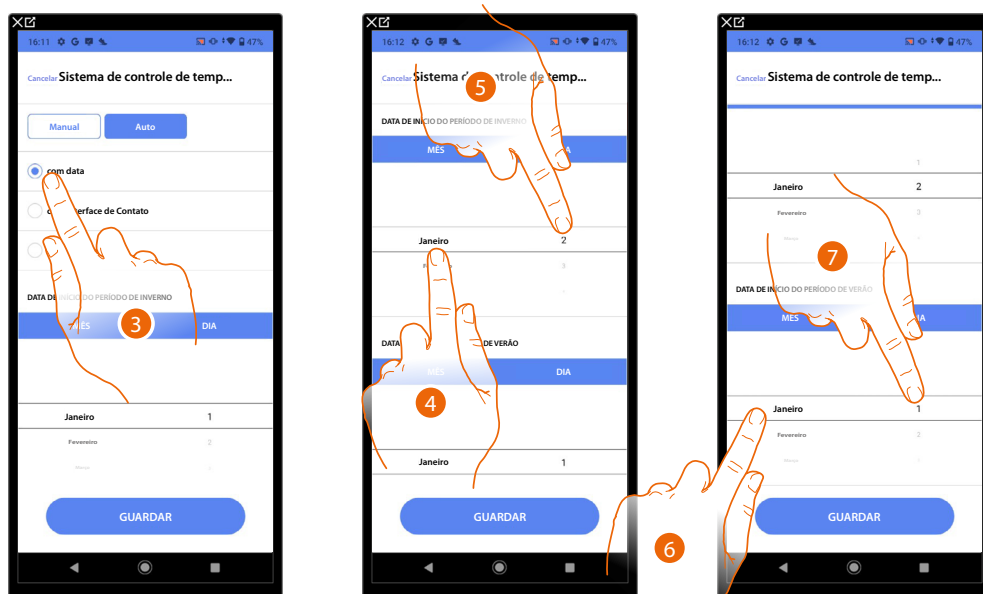 16:11 G 47%
Cancelar Sistema de controle de temp...
Manual Auto
com data
erface de Contato
DATA DE INÍCIO DO PERÍODO DE INVERNO
MÊS DIA
3
Janeiro 1
Fevereiro 2
GUARDAR
16:12 G 47%
Cancelar Sistema de controle de temp...
5
DATA DE INÍCIO DO PERÍODO DE INVERNO
MÊS
Janeiro 2
DATA DE VERÃO
MÊS DIA
4
Janeiro 1
GUARDAR
6
16:12 G 47%
Cancelar Sistema de controle de temp...
1
Janeiro 2
Fevereiro 3
7
DATA DE INÍCIO DO PERÍODO DE VERÃO
MÊS
Janeiro 1
Fevereiro 2
GUARDAR